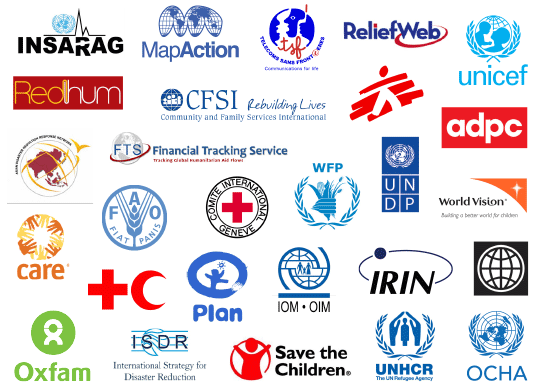 INSARAG
MapAction
TELECOMS SANS FRONTIERES
tsf
Communications for life
ReliefWeb
unicef
Redhum
CFSI Rebuilding Lives
Community and Family Services International
adpc
FTS Financial Tracking Service
Tracking Global Humanitarian Aid Flows
WFP
UN
DP
World Vision®
Building a better world for children
FAO
FIAT PANIS
COMITE INTERNATIONAL
GENEVE
care®
Plan
IOM • OIM
IRIN
Oxfam
ISDR
International Strategy for
Disaster Reduction
Save the
Children®
UNHCR
The UN Refugee Agency
OCHA